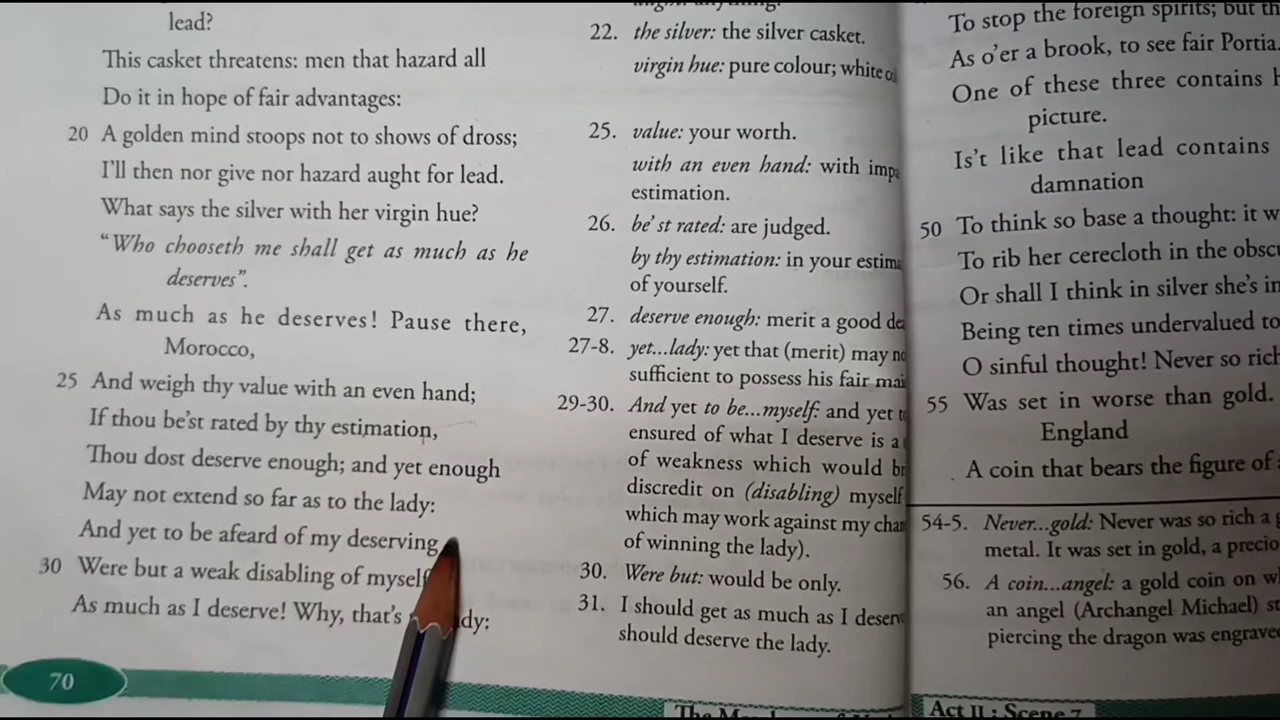 lead?
This casket threatens: men that hazard all
Do it in hope of fair advantages:
20 A golden mind stoops not to shows of dross;
I'll then nor give nor hazard aught for lead.
What says the silver with her virgin hue?
"Who chooseth me shall get as much as he
deserves".
As much as he deserves! Pause there,
Morocco,
25 And weigh thy value with an even hand;
If thou be'st rated by thy estimation,
Thou dost deserve enough; and yet enough
May not extend so far as to the lady:
And yet to be afeard of my deserving
30 Were but a weak disabling of myself
As much as I deserve! Why, that's
70
22. the silver: the silver casket.
virgin hue: pure colour; white
25. value: your worth.
with an even hand: with
estimation.
26. be'st rated: are judged.
by thy estimation: in your
of yourself.
27. deserve enough: merit a good
27-8. yet...lady: yet that (merit) may
sufficient to possess his fair
29-30. And yet to be...myself: and yet
ensured of what I deserve is a
of weakness which would
discredit on (disabling) myself
which may work against my
of winning the lady).
30. Were but: would be only.
31. I should get as much as I
should deserve the lady.
To stop the foreign spirits; but
As o'er a brook, to see fair Portia.
One of these three contains
picture.
Is't like that lead contains
damnation
50 To think so base a thought: it
To rib her cerecloth in the
Or shall I think in silver she's
Being ten times undervalued to
O sinful thought! Never so
55 Was set in worse than gold.
England
A coin that bears the figure of
54-5. Never...gold: Never was so rich a
metal. It was set in gold, a
56. A coin...angel: a gold coin on
an angel (Archangel Michael)
piercing the dragon was
Act II : Scene 7